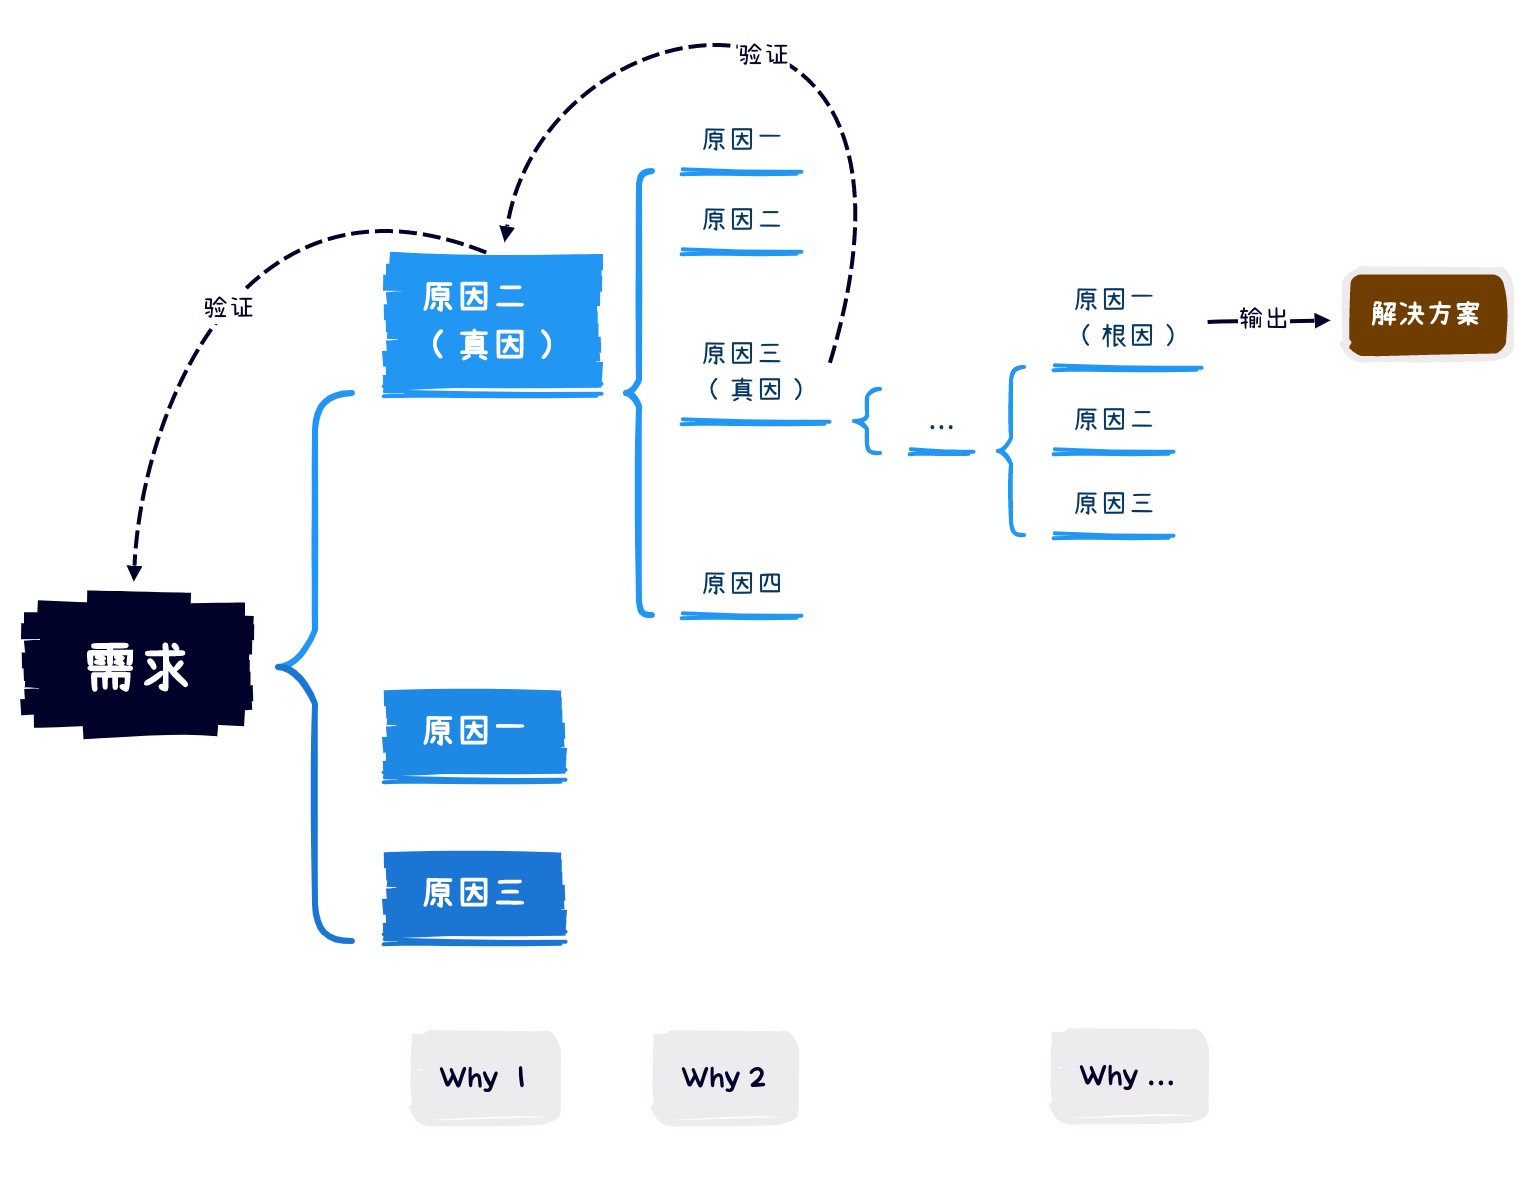 验证
原因一
原因二
验证
原因二
（真因）
原因三
（真因）
...
原因一
（根因）
输出
解决方案
原因二
原因三
原因四
需求
原因一
原因三
Why 1
Why 2
Why ...